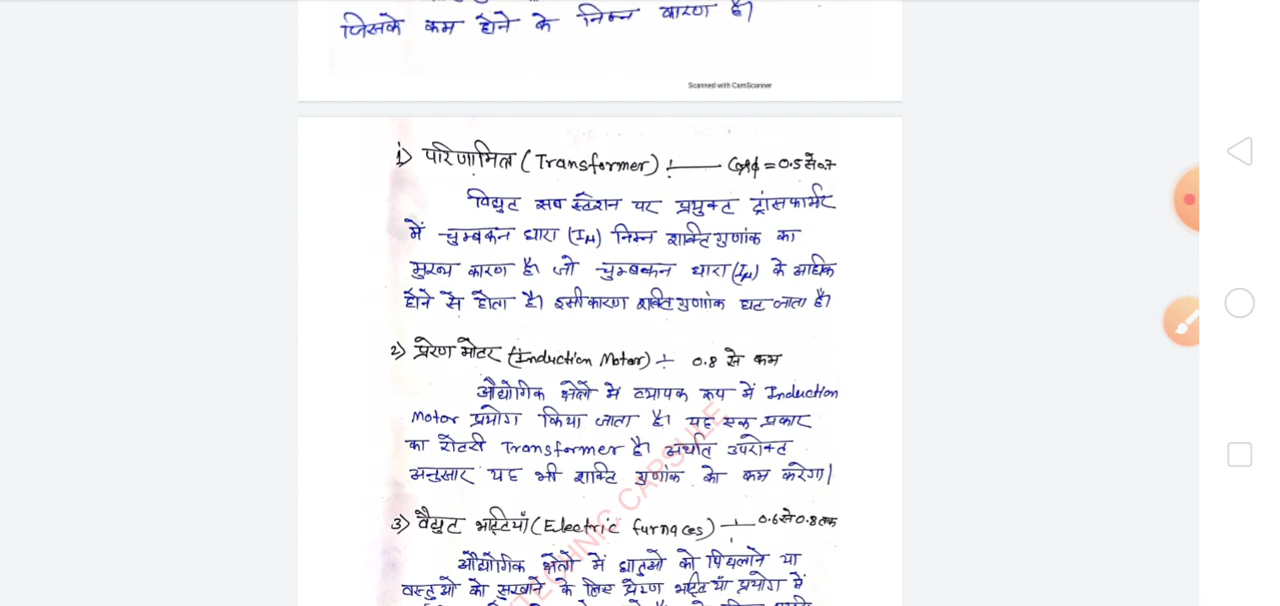 जिसके कम होने के निम्न कारण है।
Scanned with CamScanner
1) परिणामित्र (Transformer) :— Cosϕ = 0.5 से 0.7
विद्युत सब स्टेशन पर प्रयुक्त ट्रांसफार्मर
में चुम्बकन धारा (Iμ) निम्न शक्ति गुणांक का
मुख्य कारण है। जो चुम्बकन धारा (Iμ) के अधिक
होने से होता है। इसी कारण शक्ति गुणांक घट जाता है।
2) प्रेरण मोटर (Induction Motor) ÷ 0.8 से कम
औद्योगिक क्षेत्रों में व्यापक रूप में Induction
Motor प्रयोग किया जाता है। यह एक प्रकार
का रोटरी Transformer है। अर्थात उपरोक्त
अनुसार यह भी शक्ति गुणांक को कम करेगा।
3) वैद्युत भट्टियाँ (Electric furnaces) — 0.6 से 0.8 तक
औद्योगिक क्षेत्रों में धातुओ को पिघलाने या
वस्तुओ को सुखाने के लिए प्रेरण भट्टियाँ प्रयोग में
TECHNIC CAPSULE